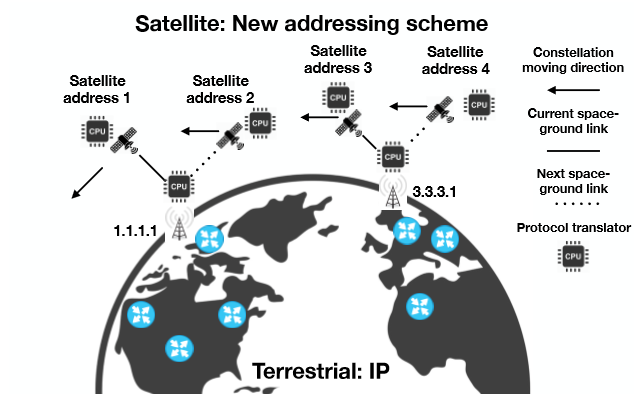 Satellite: New addressing scheme
Satellite
address 1
Satellite
address 2
Satellite
address 3
Satellite
address 4
Constellation
moving direction
Current space-
ground link
Next space-
ground link
Protocol translator
CPU
CPU
CPU
CPU
CPU
CPU
CPU
1.1.1.1
3.3.3.1
Terrestrial: IP